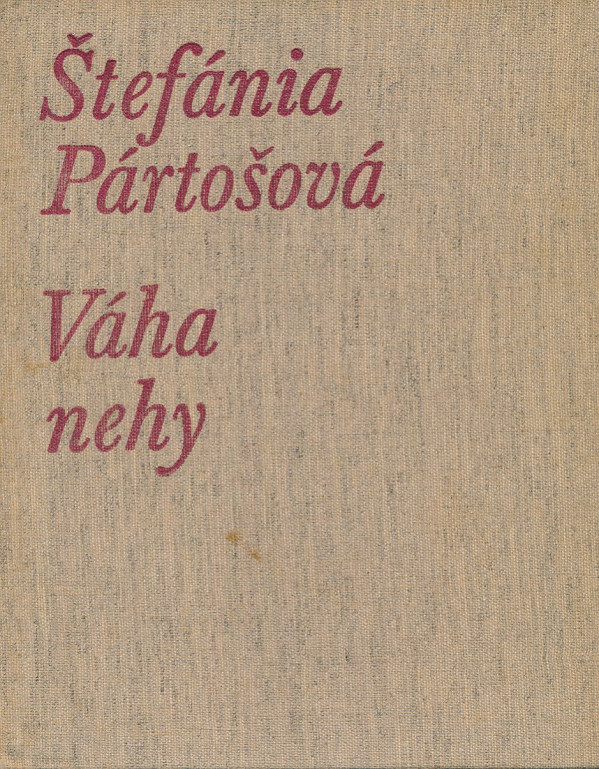 Štefánia
Pártošová
Váha
nehy